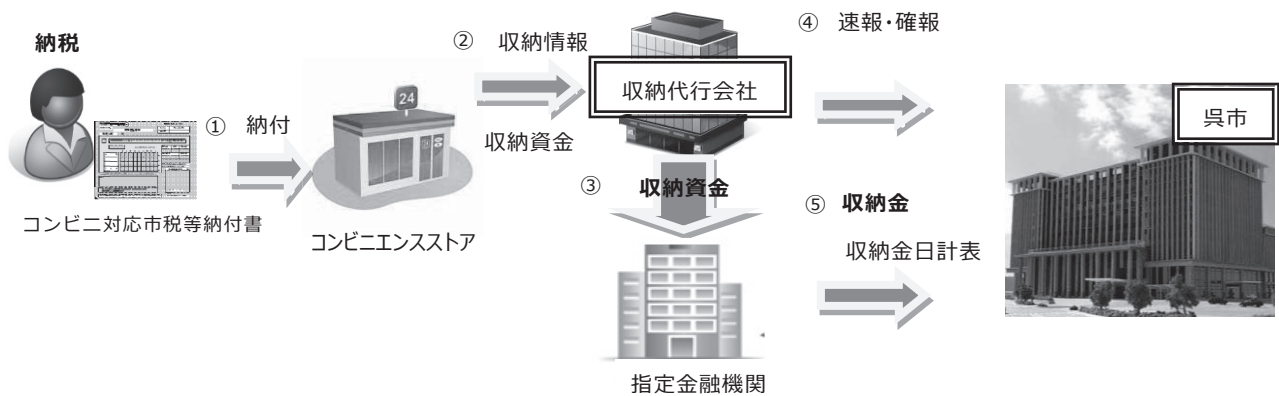 納税
① 納付
コンビニ対応市税等納付書
24
コンビニエンスストア
② 収納情報
収納資金
収納代行会社
③ 収納資金
指定金融機関
④ 速報・確報
⑤ 収納金
収納金日計表
呉市